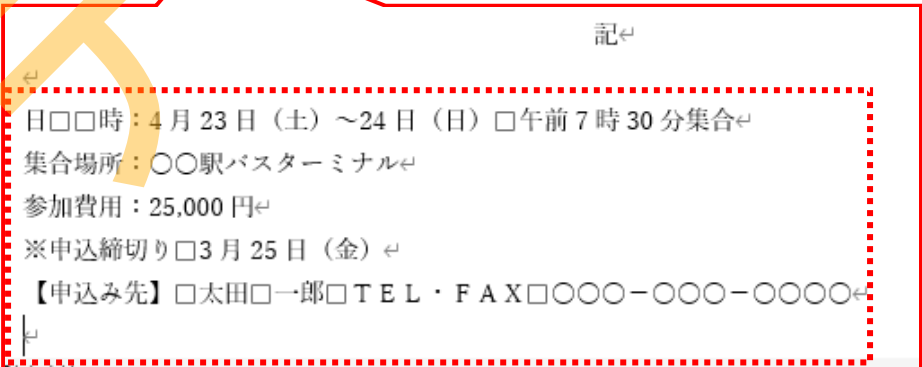 記
日□□時：4月23日（土）～24日（日）□午前7時30分集合
集合場所：○○駅バスターミナル
参加費用：25,000円
※申込締切り□3月25日（金）
【申込み先】□太田□一郎□ＴＥＬ・ＦＡＸ□○○○－○○○－○○○○